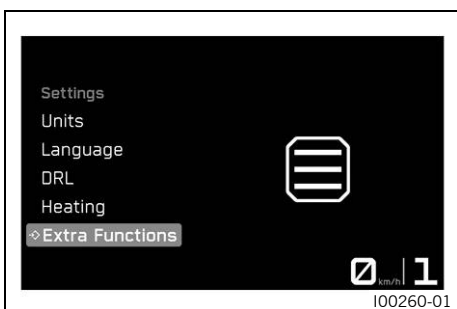 Settings
Units
Language
DRL
Heating
Extra Functions
0 km/h 1
I00260-01